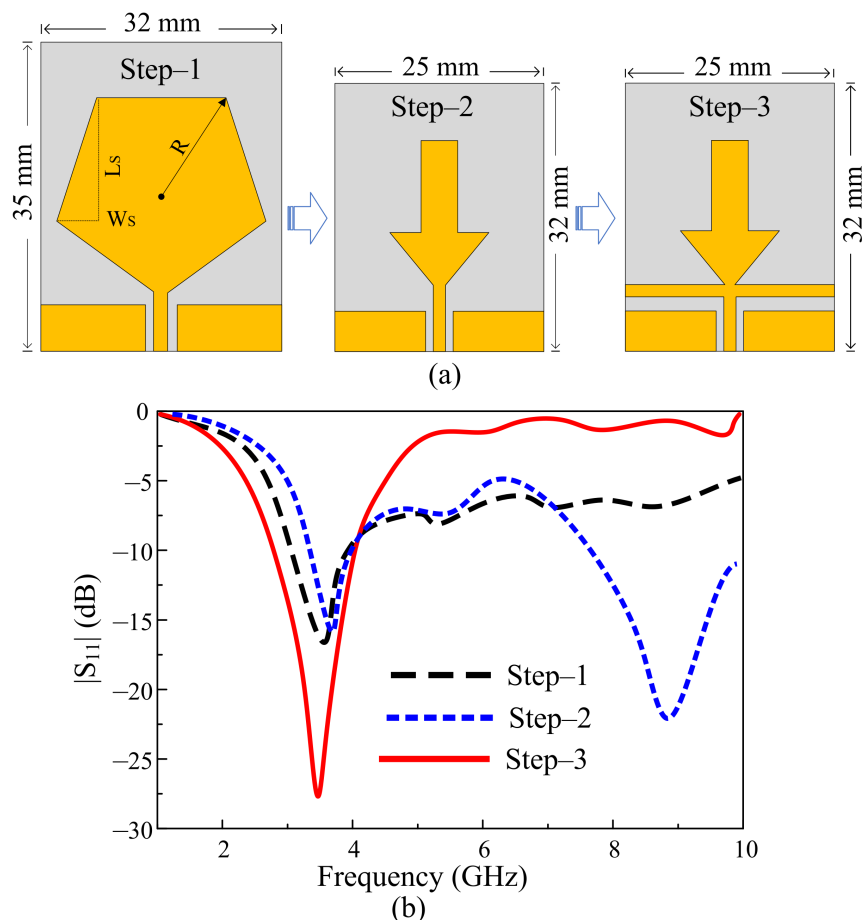 32 mm
Step–1
35 mm
Ls
R
Ws
25 mm
Step–2
32 mm
25 mm
Step–3
32 mm
(a)
0
–5
–10
–15
–20
–25
–30
|S11| (dB)
Step–1
Step–2
Step–3
2
4
6
8
10
Frequency (GHz)
(b)